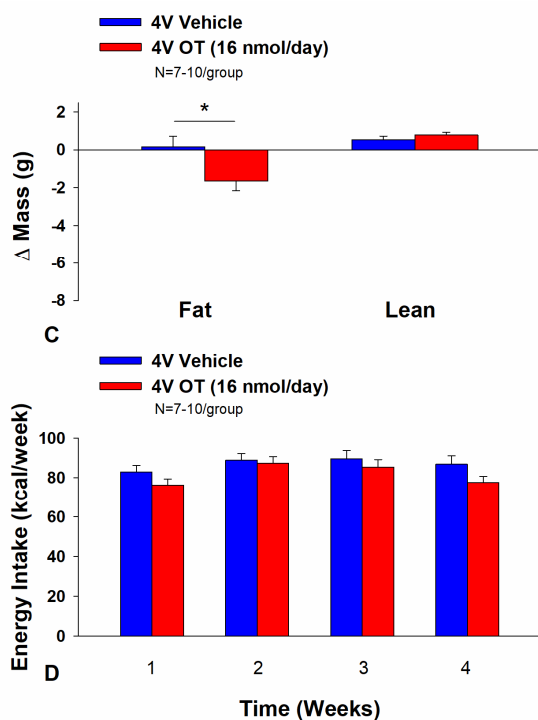 4V Vehicle
4V OT (16 nmol/day)
N=7-10/group
*
2
0
-2
-4
-6
-8
Δ Mass (g)
Fat
Lean
C
4V Vehicle
4V OT (16 nmol/day)
N=7-10/group
100
80
60
40
20
0
Energy Intake (kcal/week)
1
2
3
4
D
Time (Weeks)